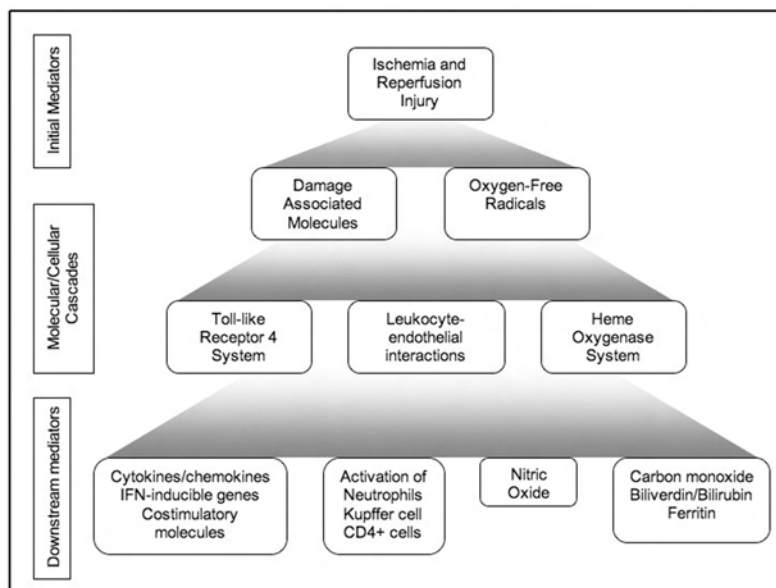 Initial Mediators
Ischemia and
Reperfusion
Injury
Damage
Associated
Molecules
Oxygen-Free
Radicals
Molecular/Cellular
Cascades
Toll-like
Receptor 4
System
Leukocyte-
endothelial
interactions
Heme
Oxygenase
System
Downstream mediators
Cytokines/chemokines
IFN-inducible genes
Costimulatory
molecules
Activation of
Neutrophils
Kupffer cell
CD4+ cells
Nitric
Oxide
Carbon monoxide
Biliverdin/Bilirubin
Ferritin